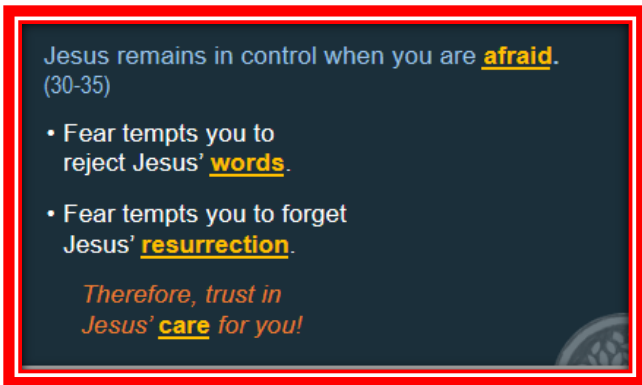 Jesus remains in control when you are afraid.
(30-35)
• Fear tempts you to
reject Jesus’ words.
• Fear tempts you to forget
Jesus’ resurrection.
Therefore, trust in
Jesus’ care for you!